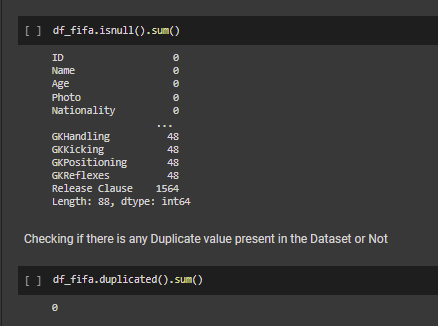 [ ] df_fifa.isnull().sum()
ID 0
Name 0
Age 0
Photo 0
Nationality 0
...
GKHandling 48
GKKicking 48
GKPositioning 48
GKReflexes 48
Release Clause 1564
Length: 88, dtype: int64
Checking if there is any Duplicate value present in the Dataset or Not
[ ] df_fifa.duplicated().sum()
0